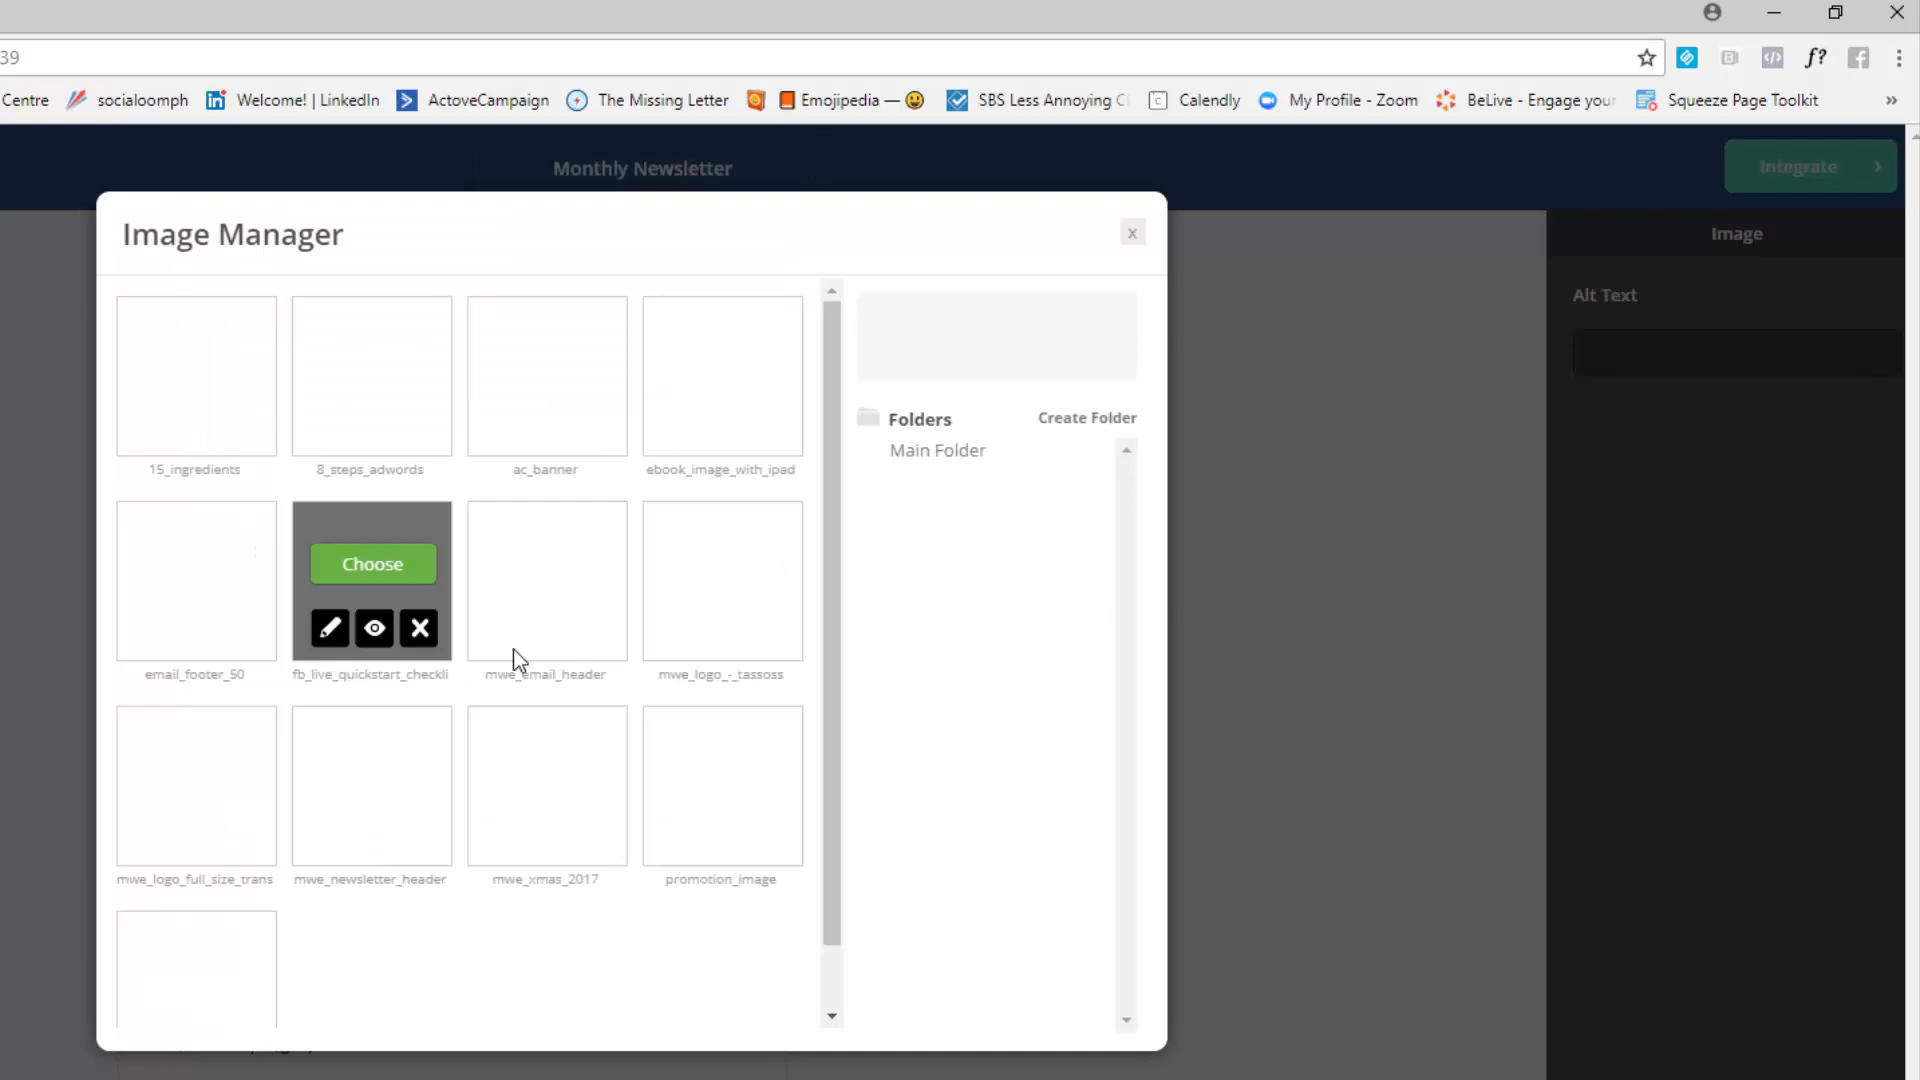 39
Centre
socialoomph
Welcome! | LinkedIn
ActoveCampaign
The Missing Letter
Emojipedia —
SBS Less Annoying C
Calendly
My Profile - Zoom
BeLive - Engage your
Squeeze Page Toolkit
»
Monthly Newsletter
Integrate
Image Manager
x
Image
Alt Text
15_ingredients
8_steps_adwords
ac_banner
ebook_image_with_ipad
Folders
Create Folder
Main Folder
Choose
email_footer_50
fb_live_quickstart_checkli
mwe_email_header
mwe_logo_-_tassoss
mwe_logo_full_size_trans
mwe_newsletter_header
mwe_xmas_2017
promotion_image